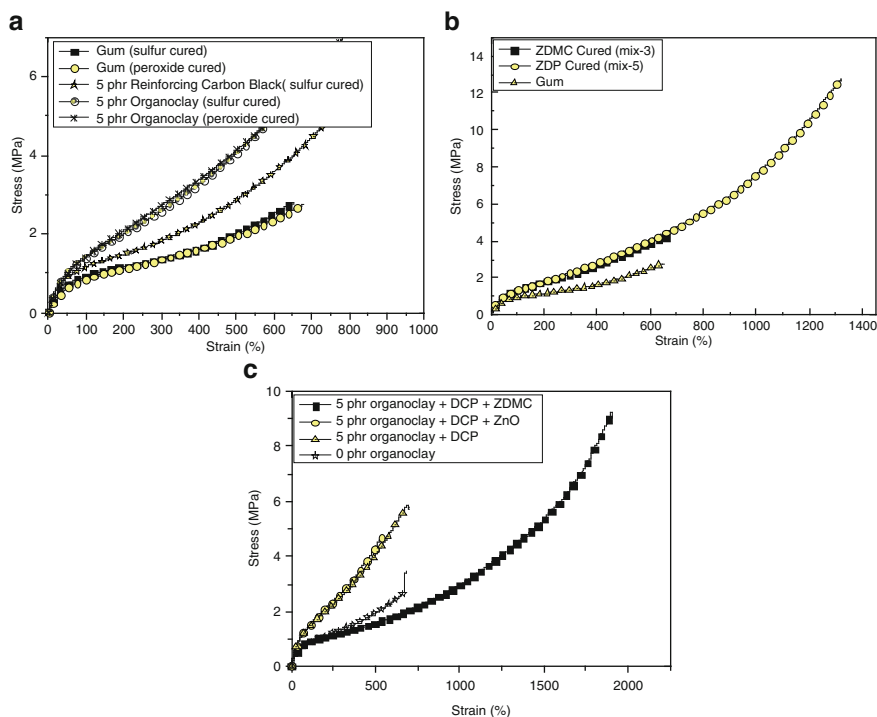 a
Gum (sulfur cured)
Gum (peroxide cured)
5 phr Reinforcing Carbon Black( sulfur cured)
5 phr Organoclay (sulfur cured)
5 phr Organoclay (peroxide cured)
Stress (MPa)
6
4
2
0
0 100 200 300 400 500 600 700 800 900 1000
Strain (%)
b
ZDMC Cured (mix-3)
ZDP Cured (mix-5)
Gum
Stress (MPa)
14
12
10
8
6
4
2
0
0 200 400 600 800 1000 1200 1400
Strain (%)
c
5 phr organoclay + DCP + ZDMC
5 phr organoclay + DCP + ZnO
5 phr organoclay + DCP
0 phr organoclay
Stress (MPa)
10
8
6
4
2
0
0 500 1000 1500 2000
Strain (%)